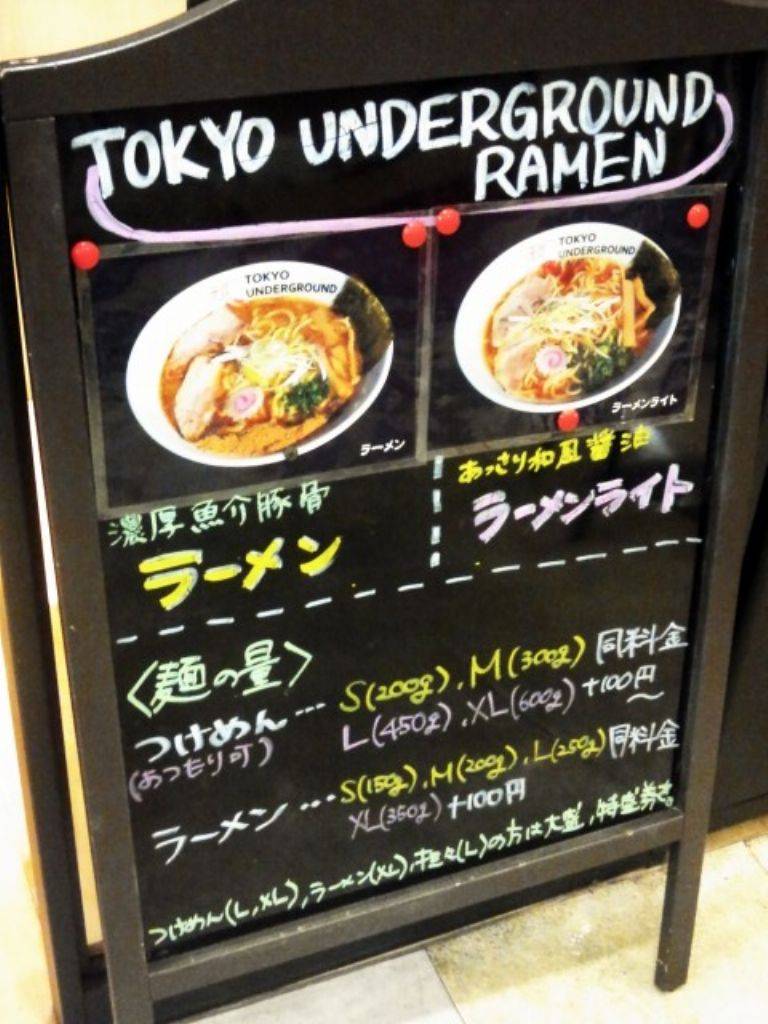 TOKYO UNDERGROUND
RAMEN
TOKYO
UNDERGROUND
ラーメン
TOKYO
UNDERGROUND
ラーメンライト
濃厚魚介豚骨
ラーメン
あっさり和風醤油
ラーメンライト
〈麺の量〉
つけめん… S(200g), M(300g) 同料金
(あつもり可) L(450g), XL(600g) +100円〜
ラーメン … S(150g), M(200g), L(250g) 同料金
XL(350g) +100円
つけめん(L,XL), ラーメン(XL), 担々(L)の方は大盛, 特盛券を。